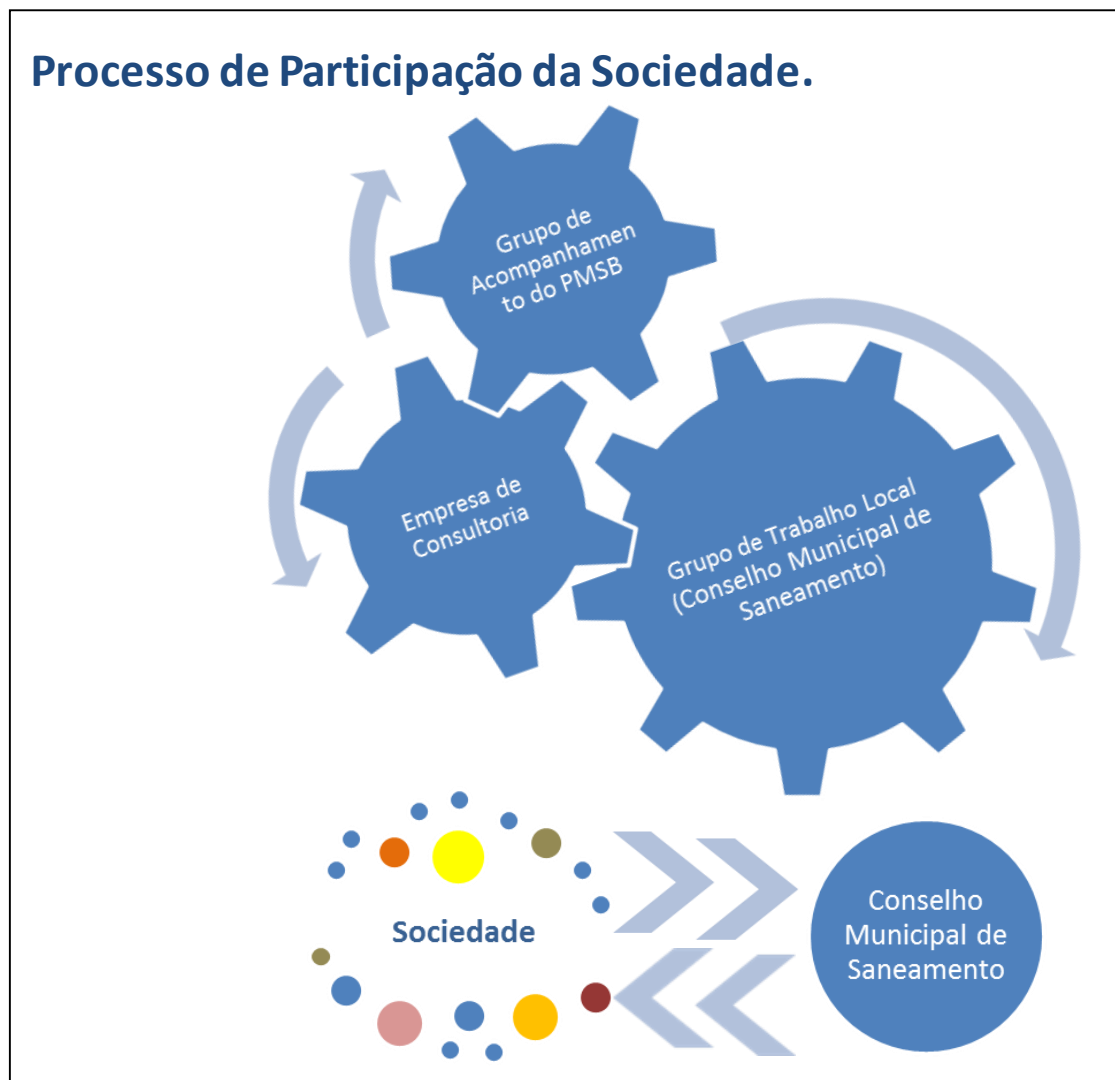 Processo de Participação da Sociedade.
Grupo de
Acompanhamen
to do PMSB
Empresa de
Consultoria
Grupo de Trabalho Local
(Conselho Municipal de
Saneamento)
Sociedade
Conselho
Municipal de
Saneamento